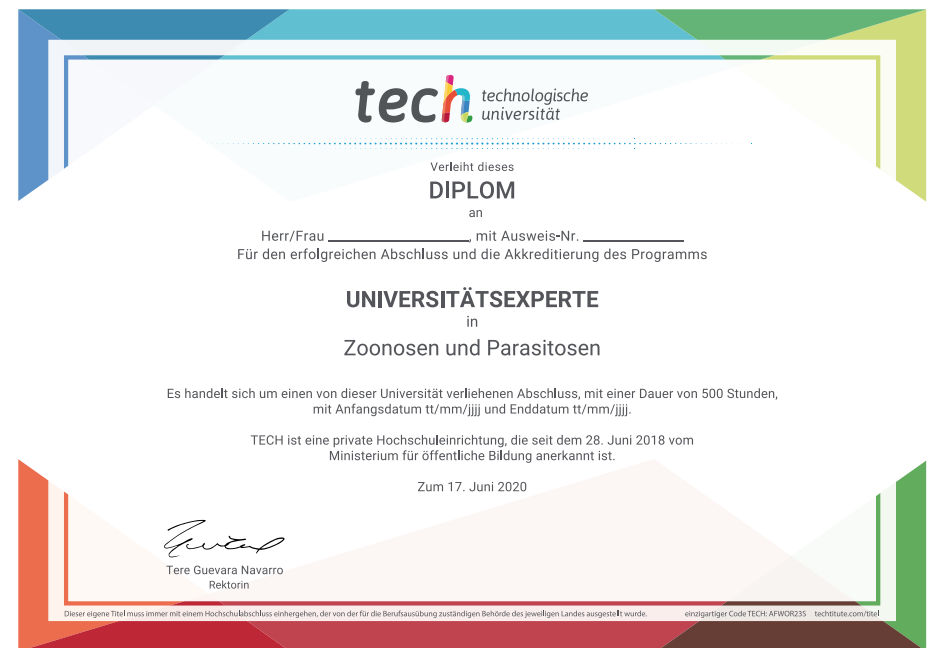 tech technologische
universität
Verleiht dieses
DIPLOM
an
Herr/Frau ____________________, mit Ausweis-Nr. ______________
Für den erfolgreichen Abschluss und die Akkreditierung des Programms
UNIVERSITÄTSEXPERTE
in
Zoonosen und Parasitosen
Es handelt sich um einen von dieser Universität verliehenen Abschluss, mit einer Dauer von 500 Stunden,
mit Anfangsdatum tt/mm/jjjj und Enddatum tt/mm/jjjj.
TECH ist eine private Hochschuleinrichtung, die seit dem 28. Juni 2018 vom
Ministerium für öffentliche Bildung anerkannt ist.
Zum 17. Juni 2020
Tere Guevara Navarro
Rektorin
Dieser eigene Titel muss immer mit einem Hochschulabschluss einhergehen, der von der für die Berufsausübung zuständigen Behörde des jeweiligen Landes ausgestellt wurde. einzigartiger Code TECH: AFWOR23S techtitute.com/titel